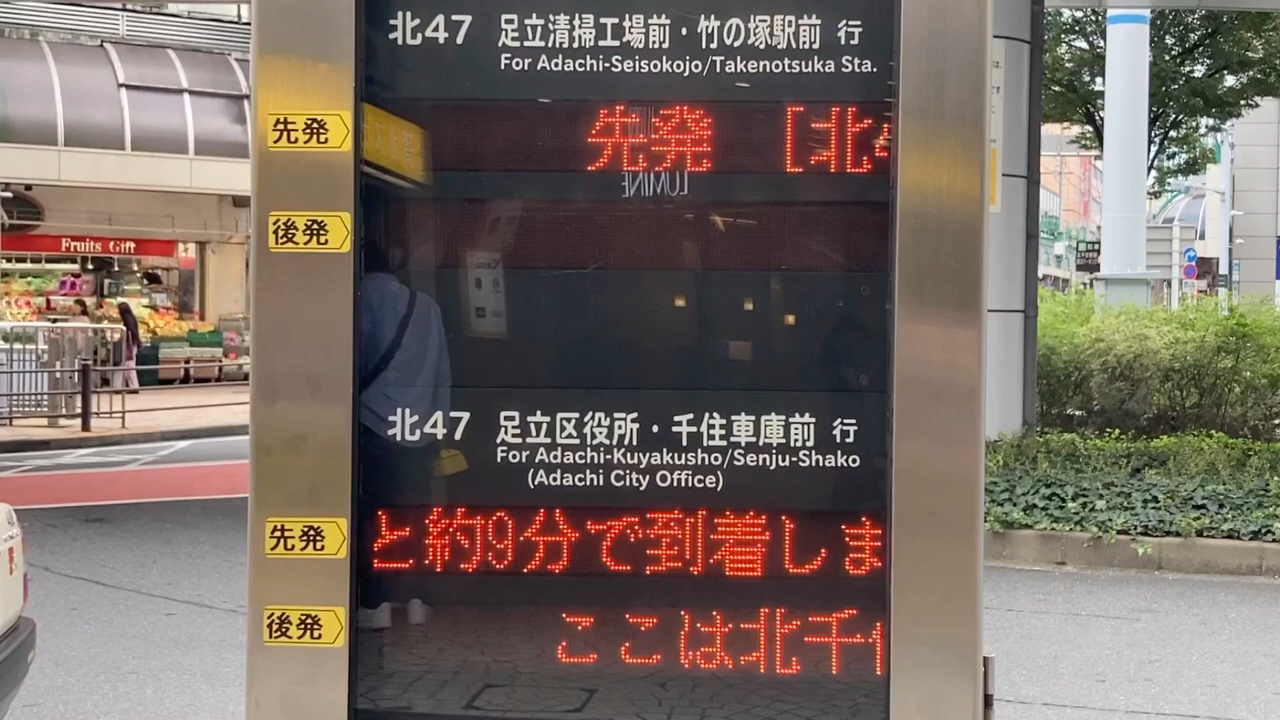 北47 足立清掃工場前・竹の塚駅前 行
For Adachi-Seisokojo/Takenotsuka Sta.
先発
先発 [北
LUMINE
後発
Fruits Gift
北47 足立区役所・千住車庫前 行
For Adachi-Kuyakusho/Senju-Shako
(Adachi City Office)
先発
と約9分で到着しま
後発
ここは北千